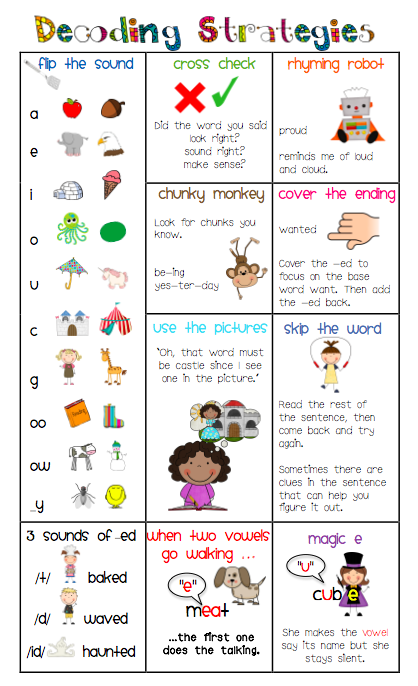 Decoding Strategies
flip the sound
a
e
i
o
u
c
g
oo
ow
_y
cross check
Did the word you said
look right?
sound right?
make sense?
rhyming robot
proud
reminds me of loud
and cloud.
chunky monkey
Look for chunks you
know.
be-ing
yes-ter-day
cover the ending
wanted
Cover the -ed to
focus on the base
word want. Then add
the -ed back.
use the pictures
'Oh, that word must
be castle since I see
one in the picture.'
skip the word
Read the rest of
the sentence, then
come back and try
again.
Sometimes there are
clues in the sentence
that can help you
figure it out.
3 sounds of -ed
/t/ baked
/d/ waved
/id/ haunted
when two vowels
go walking ...
"e"
meat
...the first one
does the talking.
magic e
"u"
cube
She makes the vowel
say its name but she
stays sient.